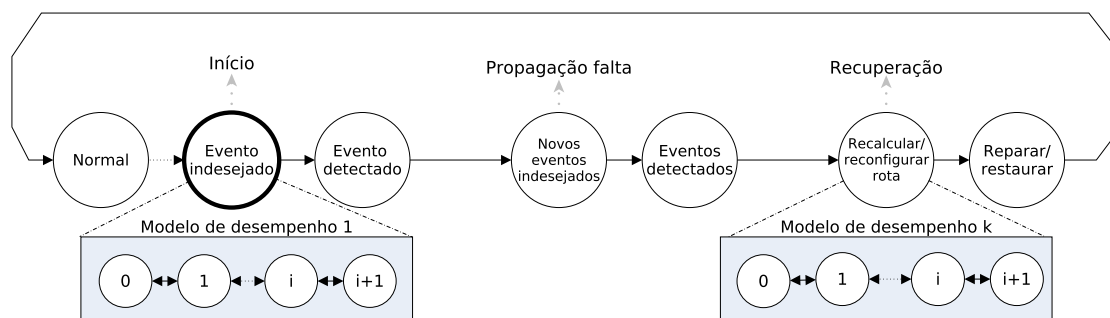 Início
Propagação falta
Recuperação
Normal
Evento
indesejado
Evento
detectado
Novos
eventos
indesejados
Eventos
detectados
Recalcular/
reconfigurar
rota
Reparar/
restaurar
Modelo de desempenho 1
Modelo de desempenho k
0 1 i i+1
0 1 i i+1